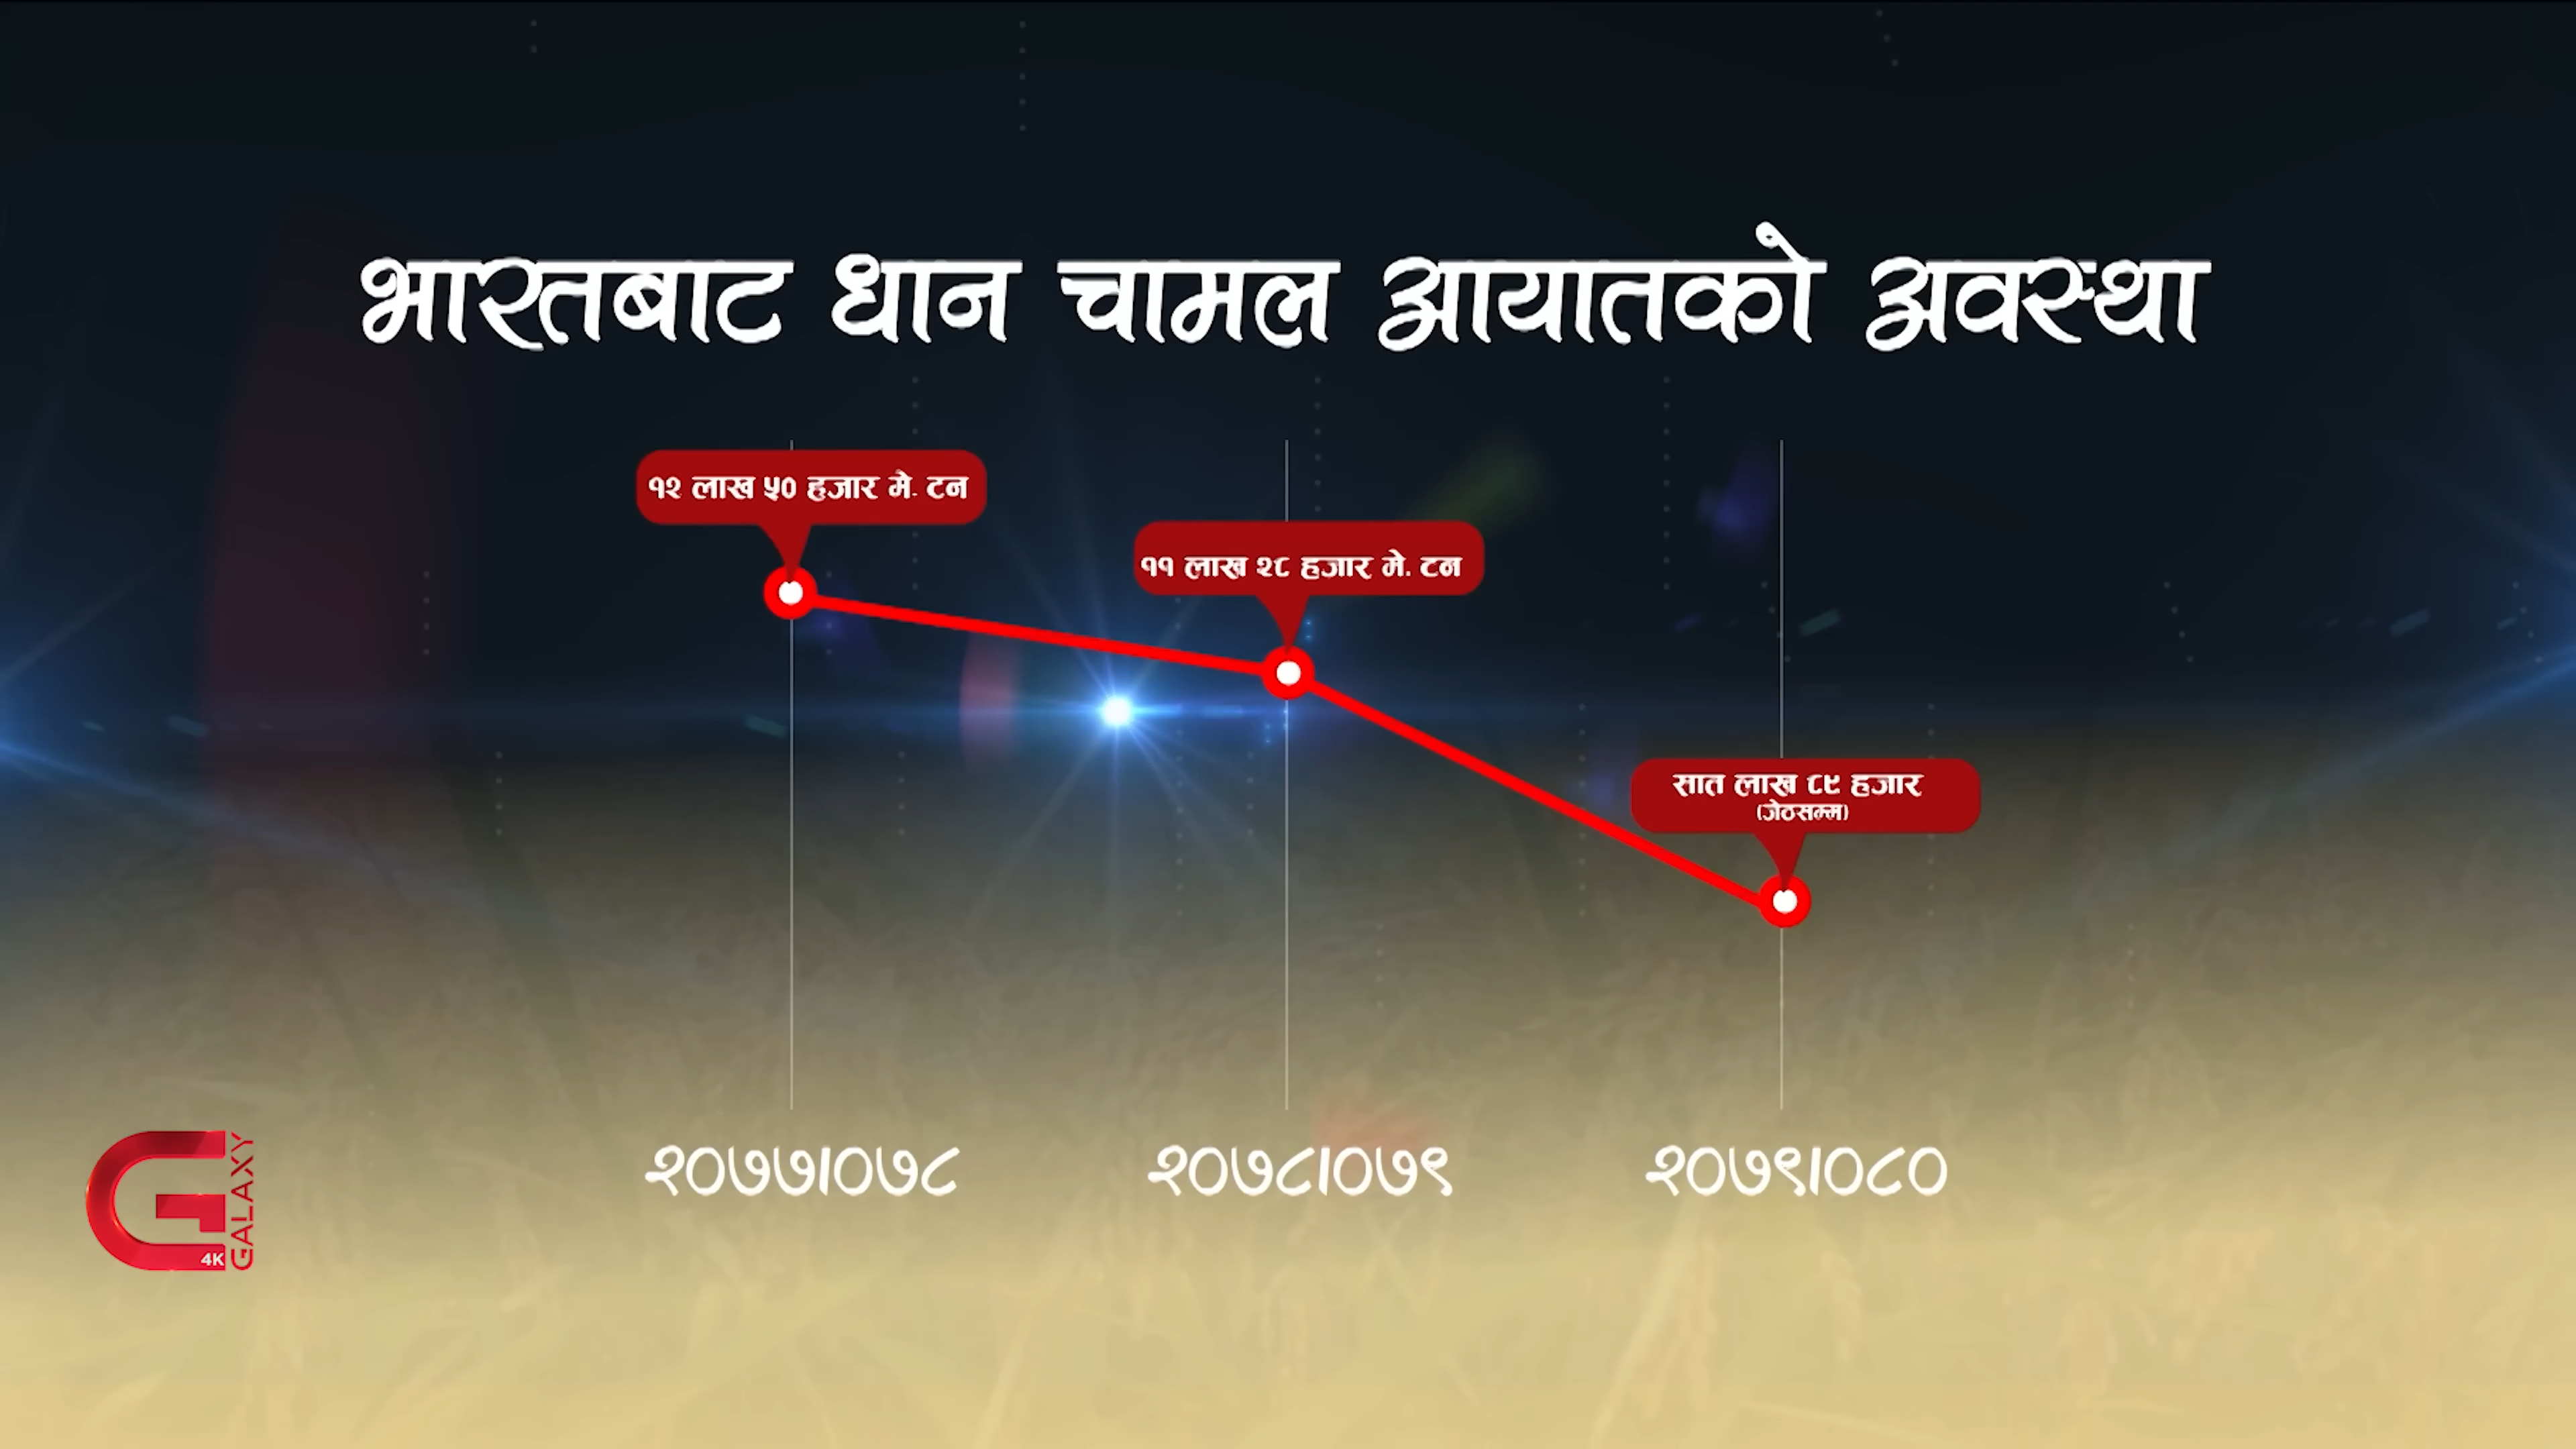 भारतबाट धान चामल आयातको अवस्था
१२ लाख ५० हजार मे. टन
११ लाख २८ हजार मे. टन
सात लाख ८९ हजार
(जेठसम्म)
२०७७।०७८
२०७८।०७९
२०७९।०८०
GALAXY
4K